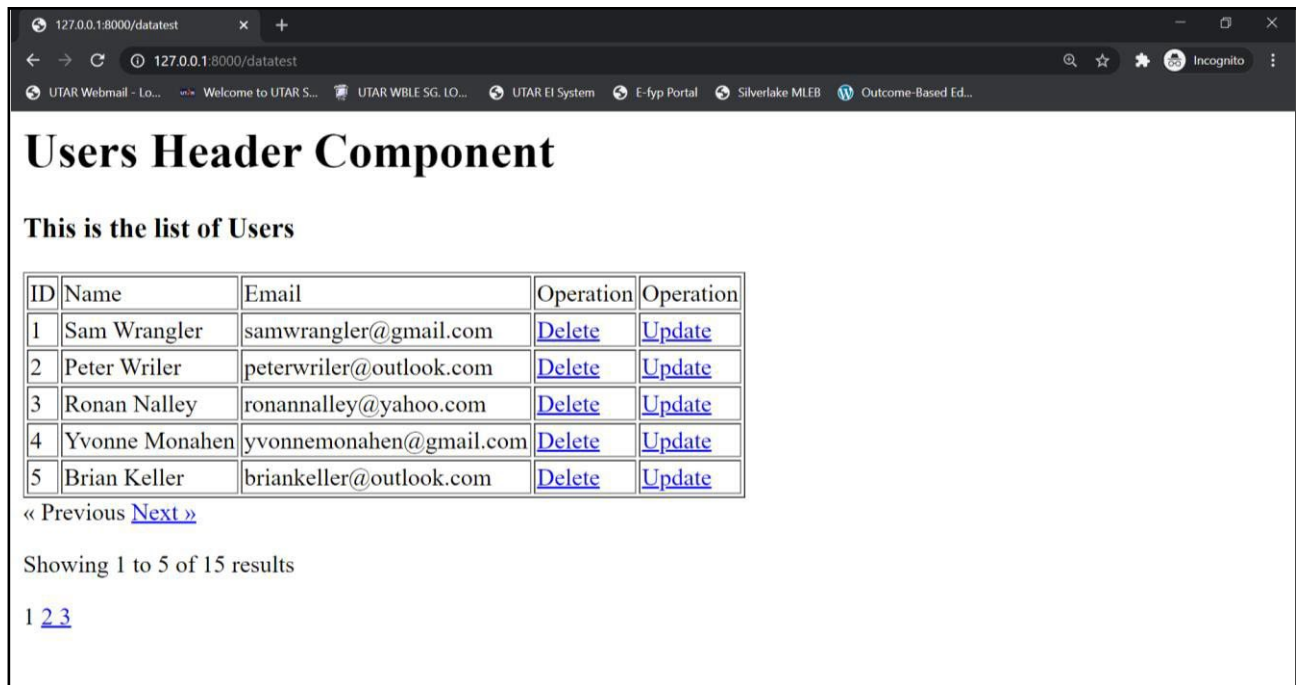 127.0.0.1:8000/datatest
127.0.0.1:8000/datatest Incognito
UTAR Webmail - Lo... Welcome to UTAR S... UTAR WBLE SG. LO... UTAR EI System E-fyp Portal Silverlake MLEB Outcome-Based Ed...
Users Header Component
This is the list of Users
ID Name Email Operation Operation
1 Sam Wrangler samwrangler@gmail.com Delete Update
2 Peter Wriler peterwriler@outlook.com Delete Update
3 Ronan Nalley ronannalley@yahoo.com Delete Update
4 Yvonne Monahen yvonnemonahen@gmail.com Delete Update
5 Brian Keller briankeller@outlook.com Delete Update
« Previous Next »
Showing 1 to 5 of 15 results
1 2 3